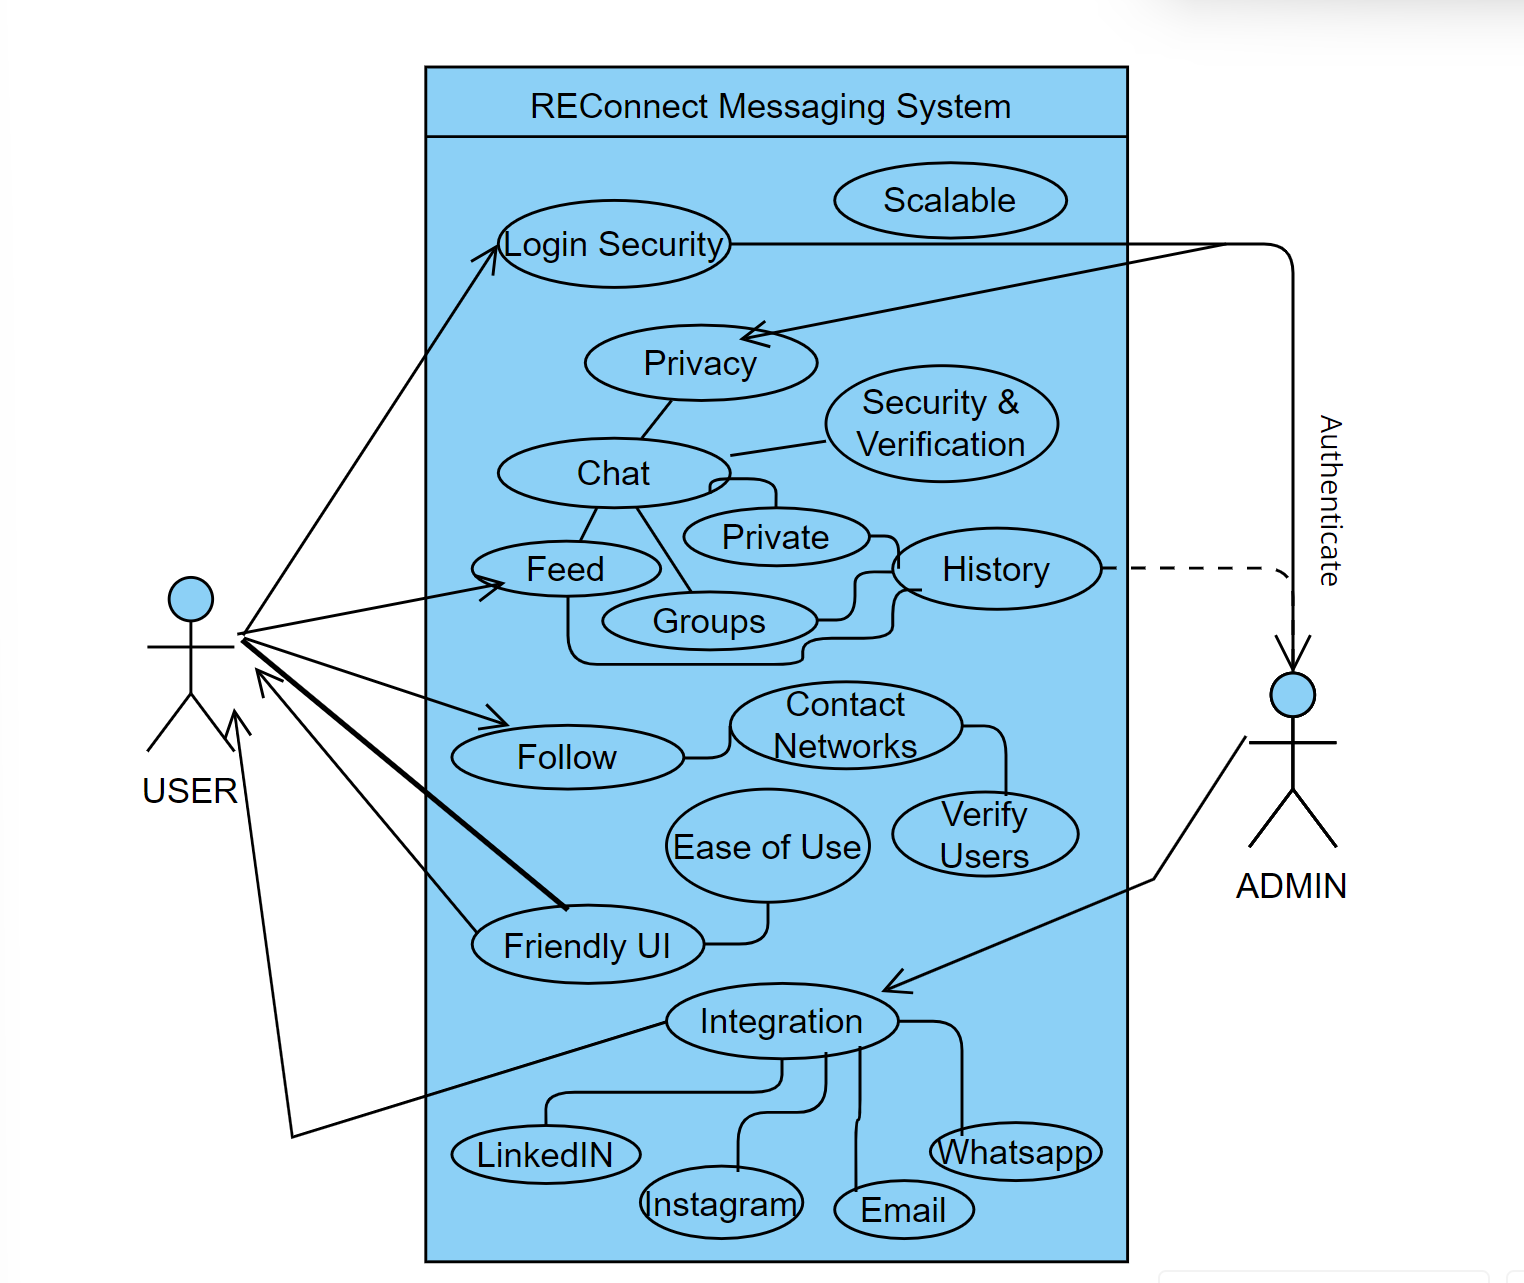 REConnect Messaging System
Scalable
Login Security
Privacy
Security &
Verification
Chat
Private
Feed
History
Groups
Authenticate
Contact
Networks
Follow
USER
Verify
Users
Ease of Use
ADMIN
Friendly UI
Integration
LinkedIN
Whatsapp
Instagram
Email